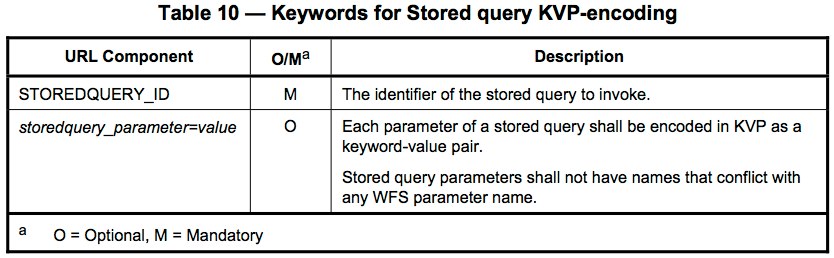 Table 10 — Keywords for Stored query KVP-encoding
URL Component O/Ma Description
STOREDQUERY_ID M The identifier of the stored query to invoke.
storedquery_parameter=value O Each parameter of a stored query shall be encoded in KVP as a
keyword-value pair.
Stored query parameters shall not have names that conflict with
any WFS parameter name.
a O = Optional, M = Mandatory